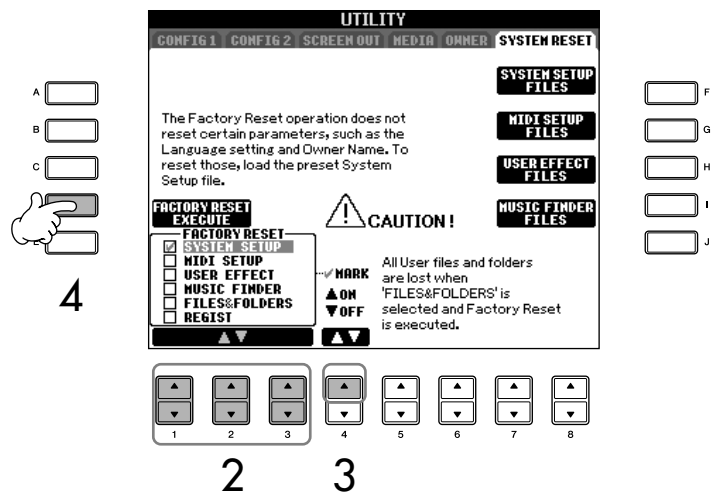 UTILITY
CONFIG 1 CONFIG 2 SCREEN OUT MEDIA OWNER SYSTEM RESET
SYSTEM SETUP
FILES
MIDI SETUP
FILES
USER EFFECT
FILES
MUSIC FINDER
FILES
The Factory Reset operation does not
reset certain parameters, such as the
Language setting and Owner Name. To
reset those, load the preset System
Setup file.
FACTORY RESET
EXECUTE
CAUTION !
FACTORY RESET
SYSTEM SETUP
MIDI SETUP
USER EFFECT
MUSIC FINDER
FILES&FOLDERS
REGIST
MARK
▲ON
▼OFF
All User files and folders
are lost when
'FILES&FOLDERS' is
selected and Factory Reset
is executed.
▲▼
▲▼
A
B
C
F
G
H
I
J
4
1 2 3 4 5 6 7 8
2 3